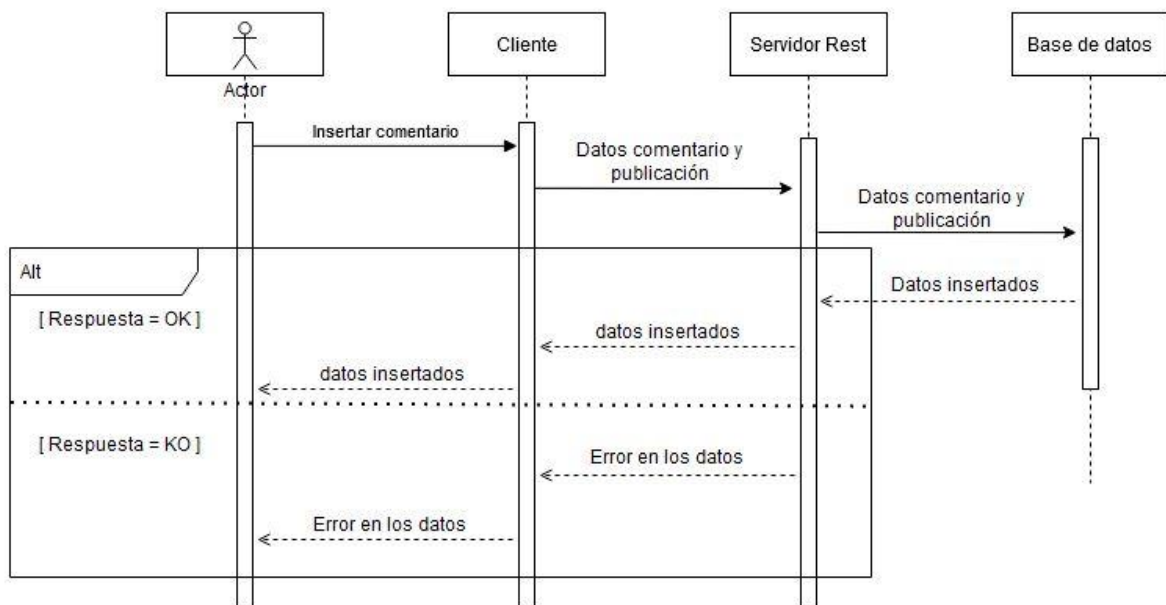 Cliente
Servidor Rest
Base de datos
Actor
Insertar comentario
Datos comentario y
publicación
Datos comentario y
publicación
Alt
Datos insertados
[ Respuesta = OK ]
datos insertados
datos insertados
[ Respuesta = KO ]
Error en los datos
Error en los datos